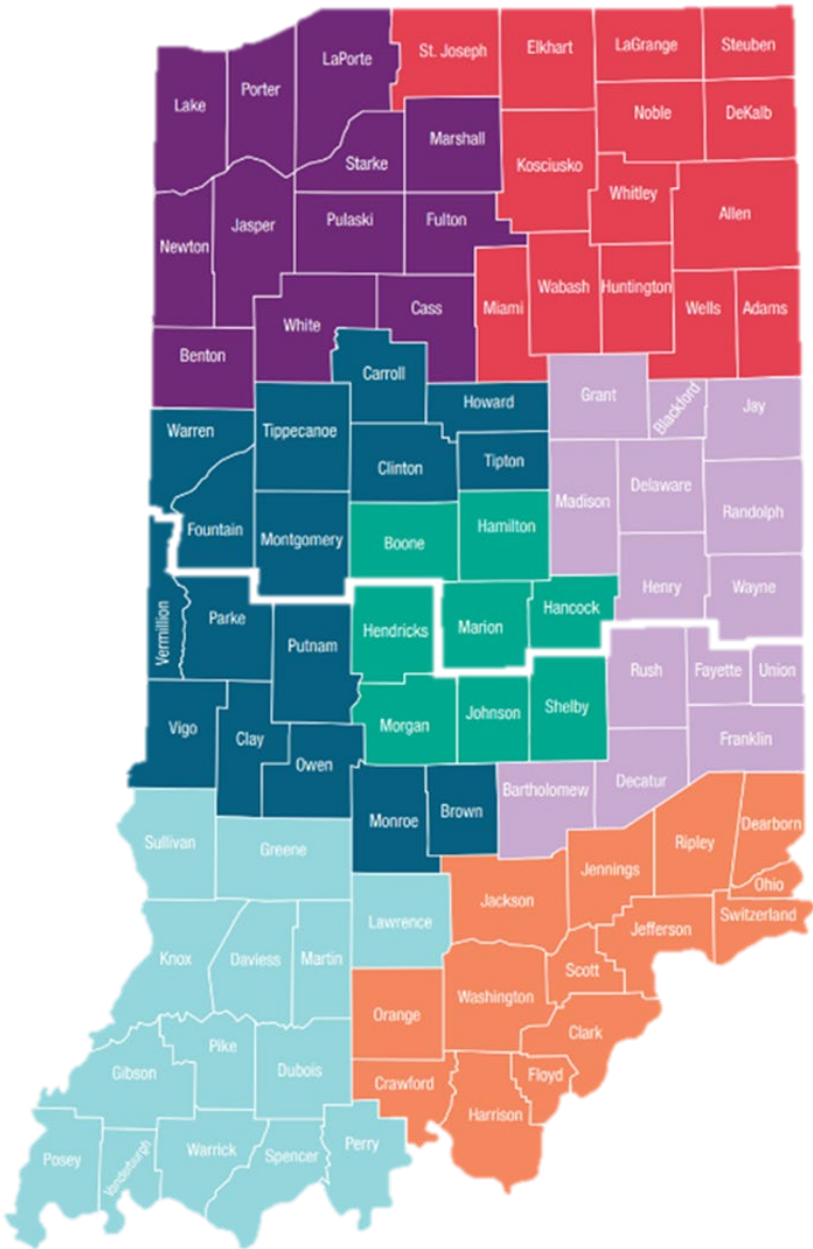 LaPorte
St. Joseph
Elkhart
LaGrange
Steuben
Lake
Porter
Noble
DeKalb
Marshall
Starke
Kosciusko
Whitley
Allen
Newton
Jasper
Pulaski
Fulton
Wabash
Huntington
Miami
Wells
Adams
White
Cass
Benton
Carroll
Howard
Grant
Blackford
Jay
Warren
Tippecanoe
Clinton
Tipton
Madison
Delaware
Randolph
Fountain
Montgomery
Boone
Hamilton
Henry
Wayne
Vermillion
Parke
Putnam
Hendricks
Marion
Hancock
Rush
Fayette
Union
Vigo
Clay
Owen
Morgan
Johnson
Shelby
Franklin
Monroe
Brown
Bartholomew
Decatur
Sullivan
Greene
Dearborn
Ripley
Jennings
Ohio
Jackson
Switzerland
Jefferson
Lawrence
Knox
Daviess
Martin
Scott
Washington
Orange
Clark
Pike
Gibson
Dubois
Crawford
Floyd
Harrison
Posey
Vanderburgh
Warrick
Spencer
Perry